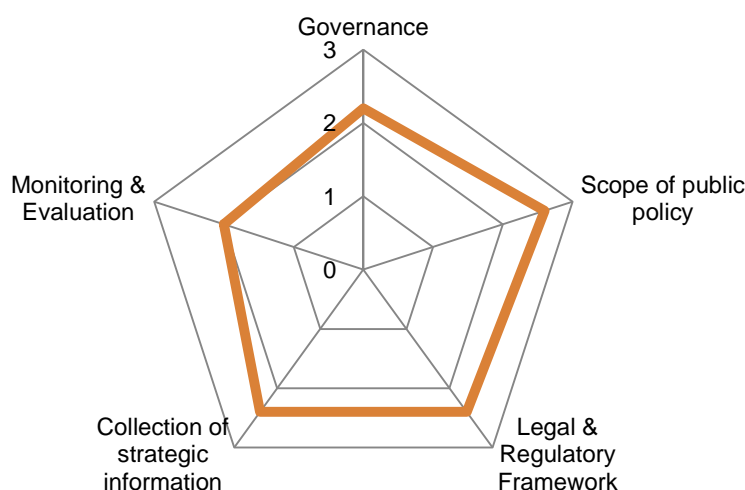 Governance
3
2
1
0
Scope of public
policy
Legal &
Regulatory
Framework
Collection of
strategic
information
Monitoring &
Evaluation